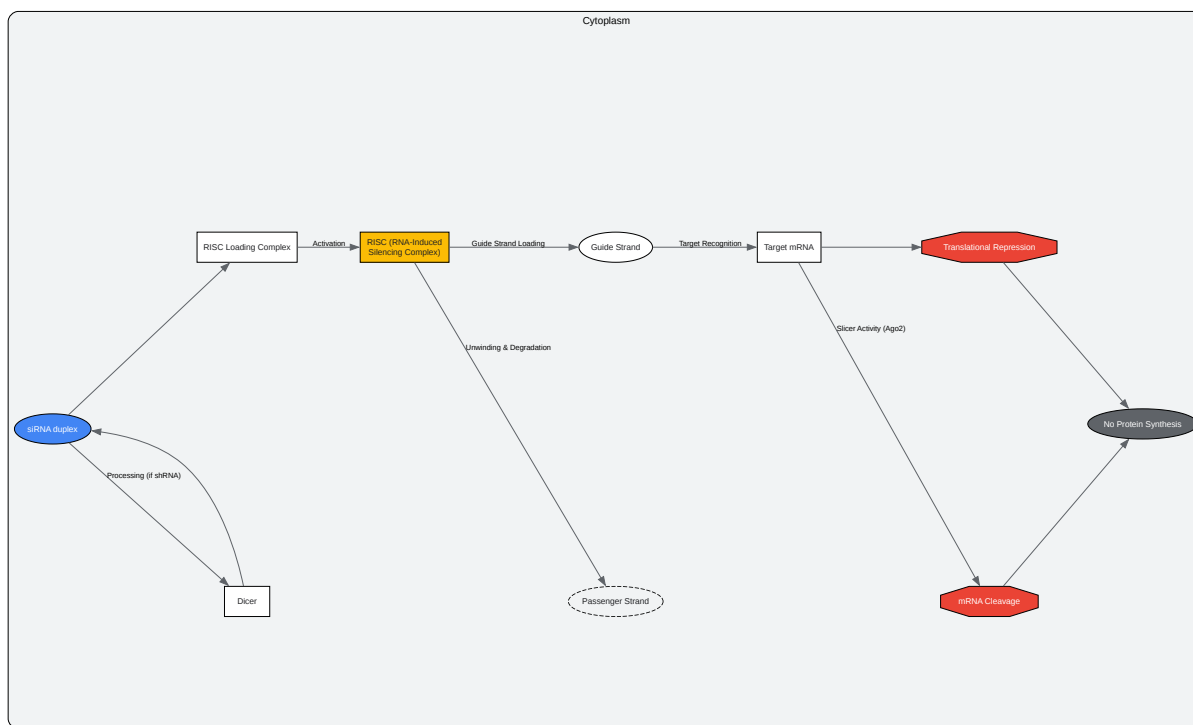 Cytoplasm
RISC Loading Complex
Activation
RISC (RNA-Induced
Silencing Complex)
Guide Strand Loading
Guide Strand
Target Recognition
Target mRNA
Translational Repression
Slicer Activity (Ago2)
Unwinding & Degradation
siRNA duplex
No Protein Synthesis
Processing (if shRNA)
Dicer
Passenger Strand
mRNA Cleavage